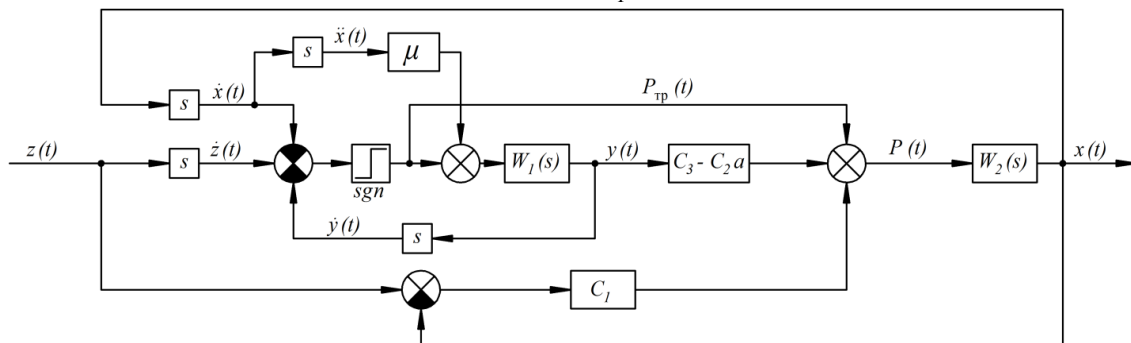 s ẍ(t) μ
s ẋ(t) Pтр(t)
z(t) s ż(t) sgn W1(s) y(t) C3 - C2a P(t) W2(s) x(t)
ẏ(t) s
C1